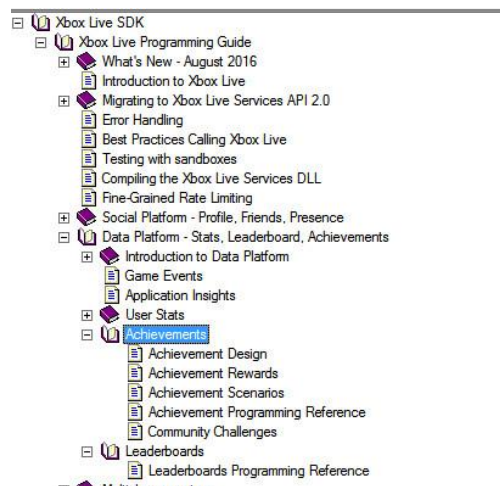 Xbox Live SDK
Xbox Live Programming Guide
What's New - August 2016
Introduction to Xbox Live
Migrating to Xbox Live Services API 2.0
Error Handling
Best Practices Calling Xbox Live
Testing with sandboxes
Compiling the Xbox Live Services DLL
Fine-Grained Rate Limiting
Social Platform - Profile, Friends, Presence
Data Platform - Stats, Leaderboard, Achievements
Introduction to Data Platform
Game Events
Application Insights
User Stats
Achievements
Achievement Design
Achievement Rewards
Achievement Scenarios
Achievement Programming Reference
Community Challenges
Leaderboards
Leaderboards Programming Reference